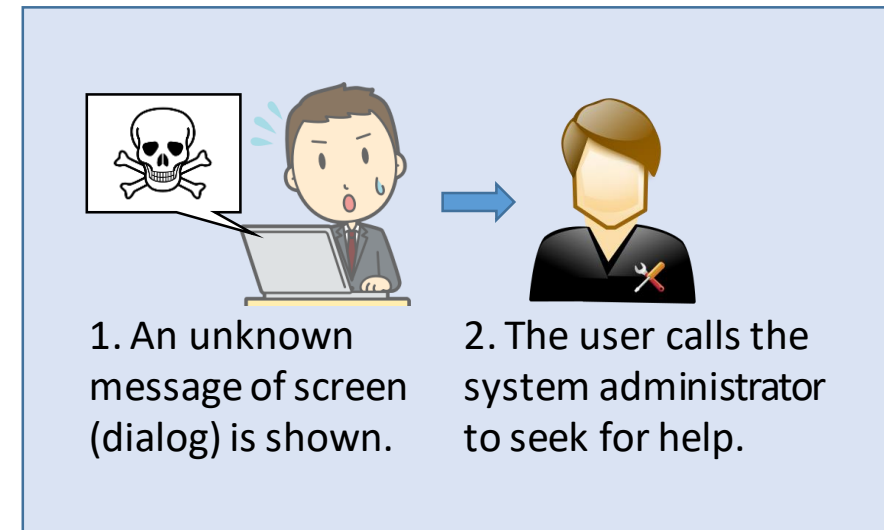 1. An unknown
message of screen
(dialog) is shown.
2. The user calls the
system administrator
to seek for help.